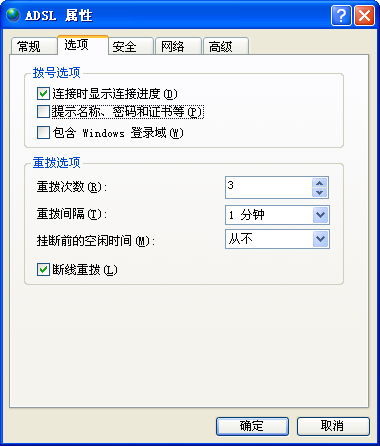 ADSL 属性
常规 选项 安全 网络 高级
拨号选项
连接时显示连接进度(D)
提示名称、密码和证书等(P)
包含 Windows 登录域(W)
重拨选项
重拨次数(R): 3
重拨间隔(T): 1 分钟
挂断前的空闲时间(M): 从不
断线重拨(L)
确定 取消